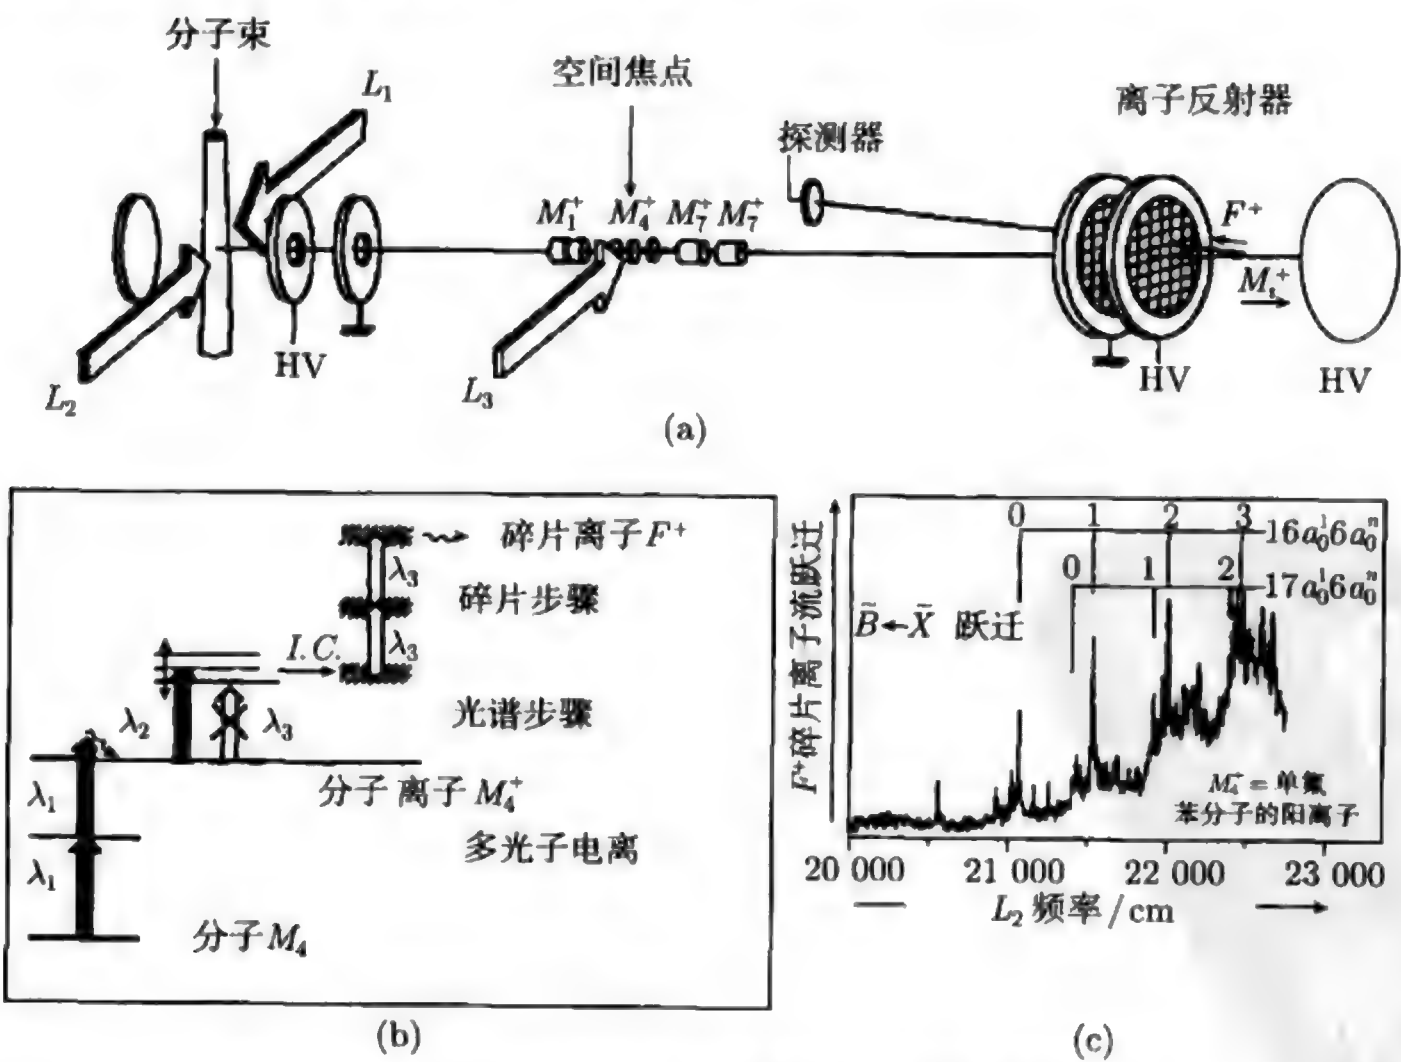 分子束
L₁
空间焦点
离子反射器
探测器
M₁⁺ M₄⁺ M₇⁺ M₇⁺
F⁺
HV
L₂
L₃
HV
HV
(a)
碎片离子F⁺
λ₃
碎片步骤
I.C.
λ₃
λ₂
λ₃
光谱步骤
λ₁
分子离子M₄⁺
λ₁
多光子电离
分子M₄
(b)
F⁺碎片离子流跃迁
0 1 2 3 16a₀¹6a₀ⁿ
0 1 2 17a₀¹6a₀ⁿ
B̃←X̃ 跃迁
M₄⁺=单氟
苯分子的阳离子
20 000 21 000 22 000 23 000
L₂ 频率/cm
(c)